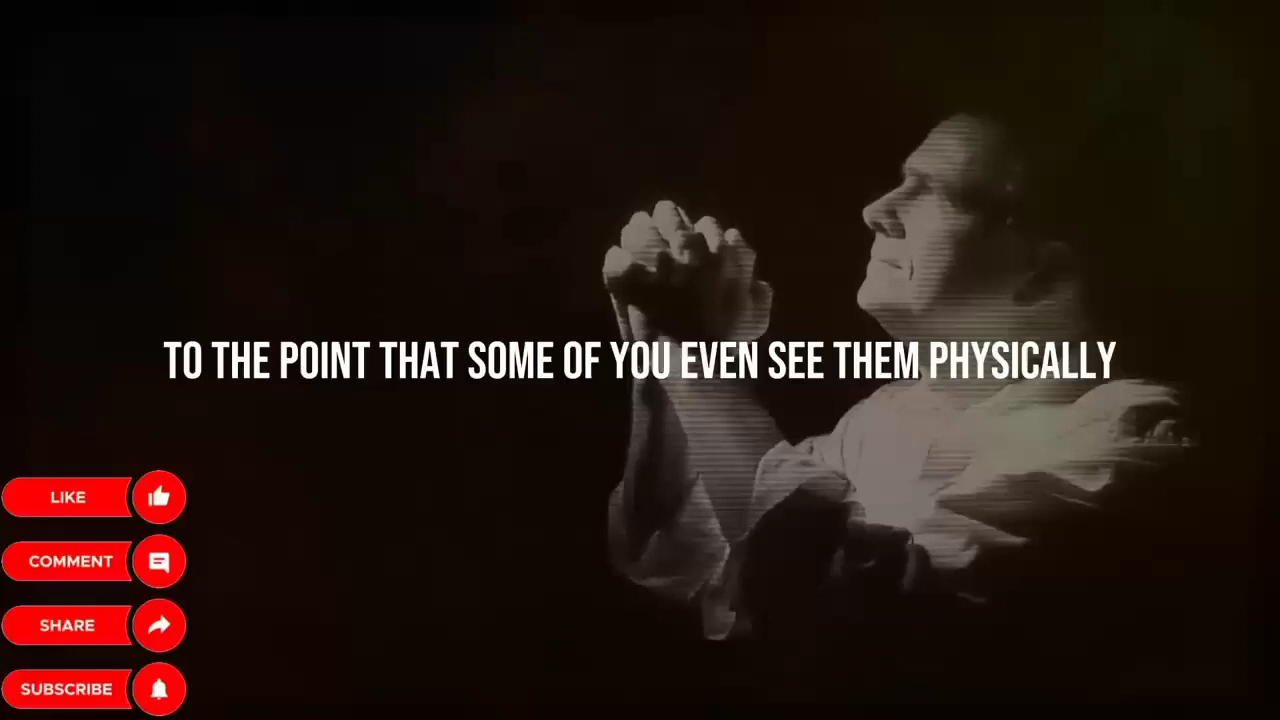 TO THE POINT THAT SOME OF YOU EVEN SEE THEM PHYSICALLY
LIKE
COMMENT
SHARE
SUBSCRIBE